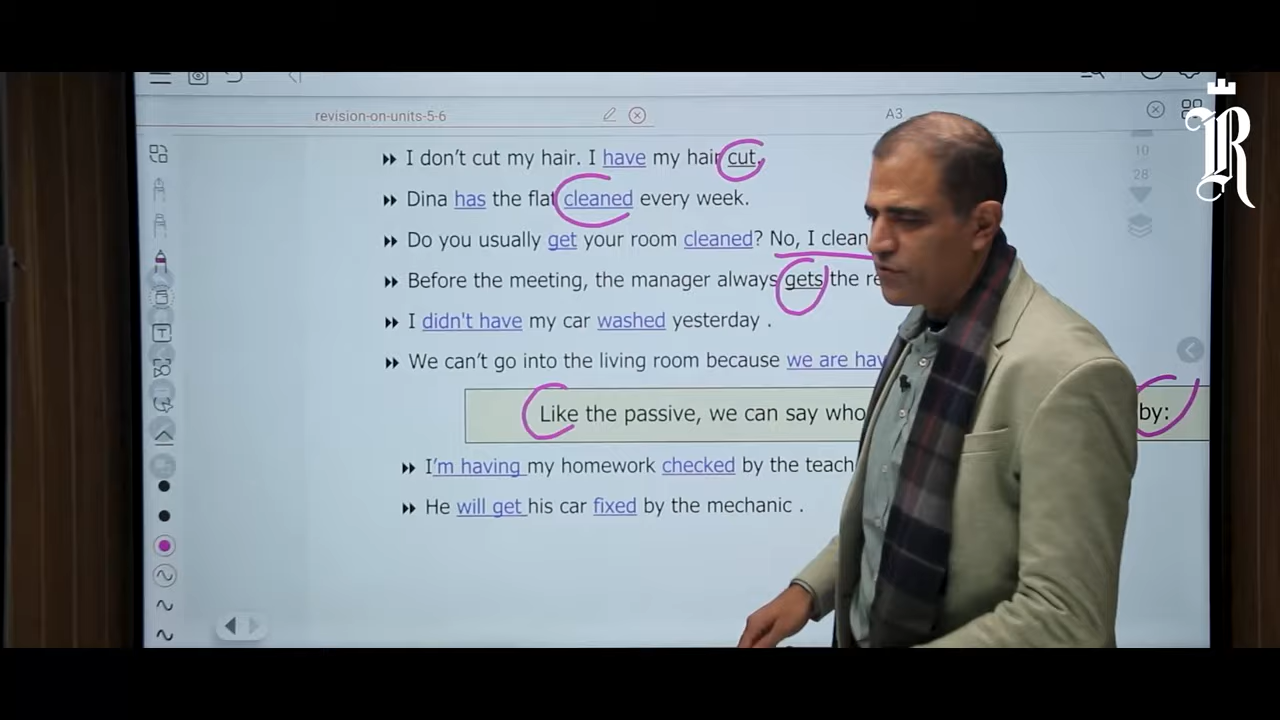 revision-on-units-5-6
A3
10
28
I don't cut my hair. I have my hair cut.
Dina has the flat cleaned every week.
Do you usually get your room cleaned? No, I clean
Before the meeting, the manager always gets the
I didn't have my car washed yesterday .
We can't go into the living room because we are
Like the passive, we can say who by:
I'm having my homework checked by the
He will get his car fixed by the mechanic .
R